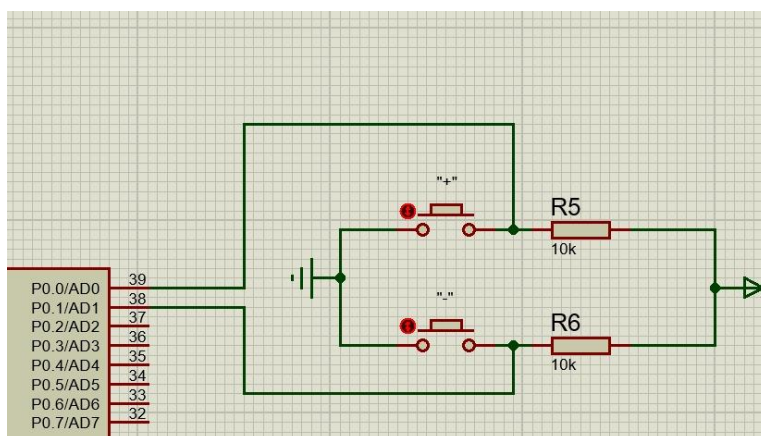 "+"
R5
10k
39
P0.0/AD0
38
P0.1/AD1
37
P0.2/AD2
36
P0.3/AD3
35
P0.4/AD4
34
P0.5/AD5
33
P0.6/AD6
32
P0.7/AD7
"-"
R6
10k